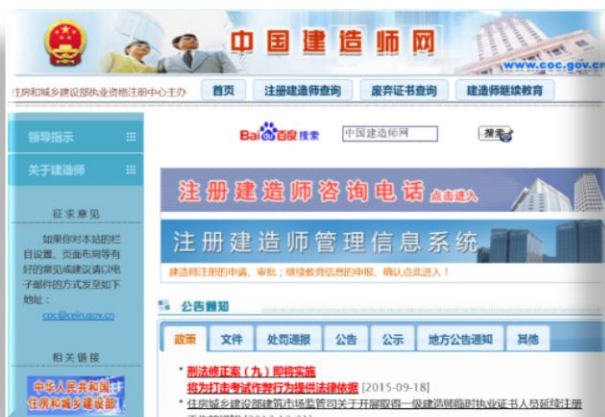 中国建造师网
www.coc.gov.cn
住房和城乡建设部执业资格注册中心主办
首页
注册建造师查询
废弃证书查询
建造师继续教育
领导指示
关于建造师
Bai du 百度 搜索
中国建造师网
搜索
注册建造师咨询电话 点击进入
注册建造师管理信息系统
建造师注册的申请、审批；继续教育信息的申报、确认点此进入！
征求意见
如果你对本站的栏
目设置、页面布局等有
好的意见或建议请以电
子邮件的方式发至如下
地址：
coc@cein.gov.cn
相关链接
中华人民共和国
住房和城乡建设部
公告通知
政策
文件
处罚通报
公告
公示
地方公告通知
其他
刑法修正案（九）即将实施
将为打击考试作弊行为提供法律依据 [2015-09-18]
住房城乡建设部建筑市场监管司关于开展取得一级建造师临时执业证书人员延续注册